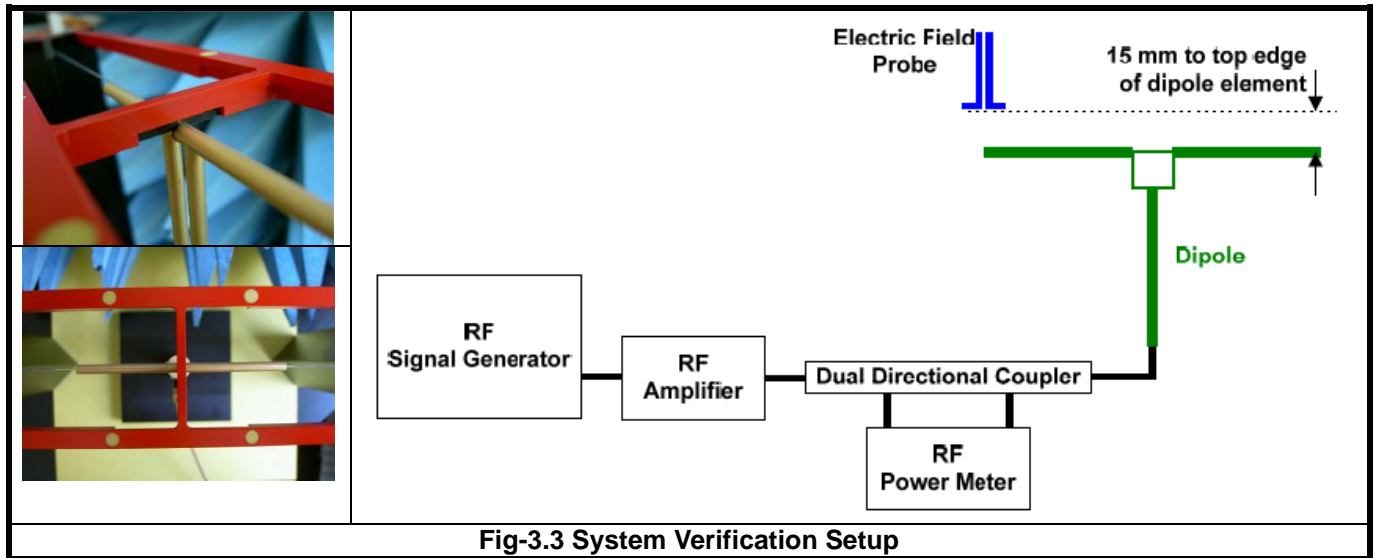 Electric Field
Probe
15 mm to top edge
of dipole element
Dipole
RF
Signal Generator
RF
Amplifier
Dual Directional Coupler
RF
Power Meter
Fig-3.3 System Verification Setup